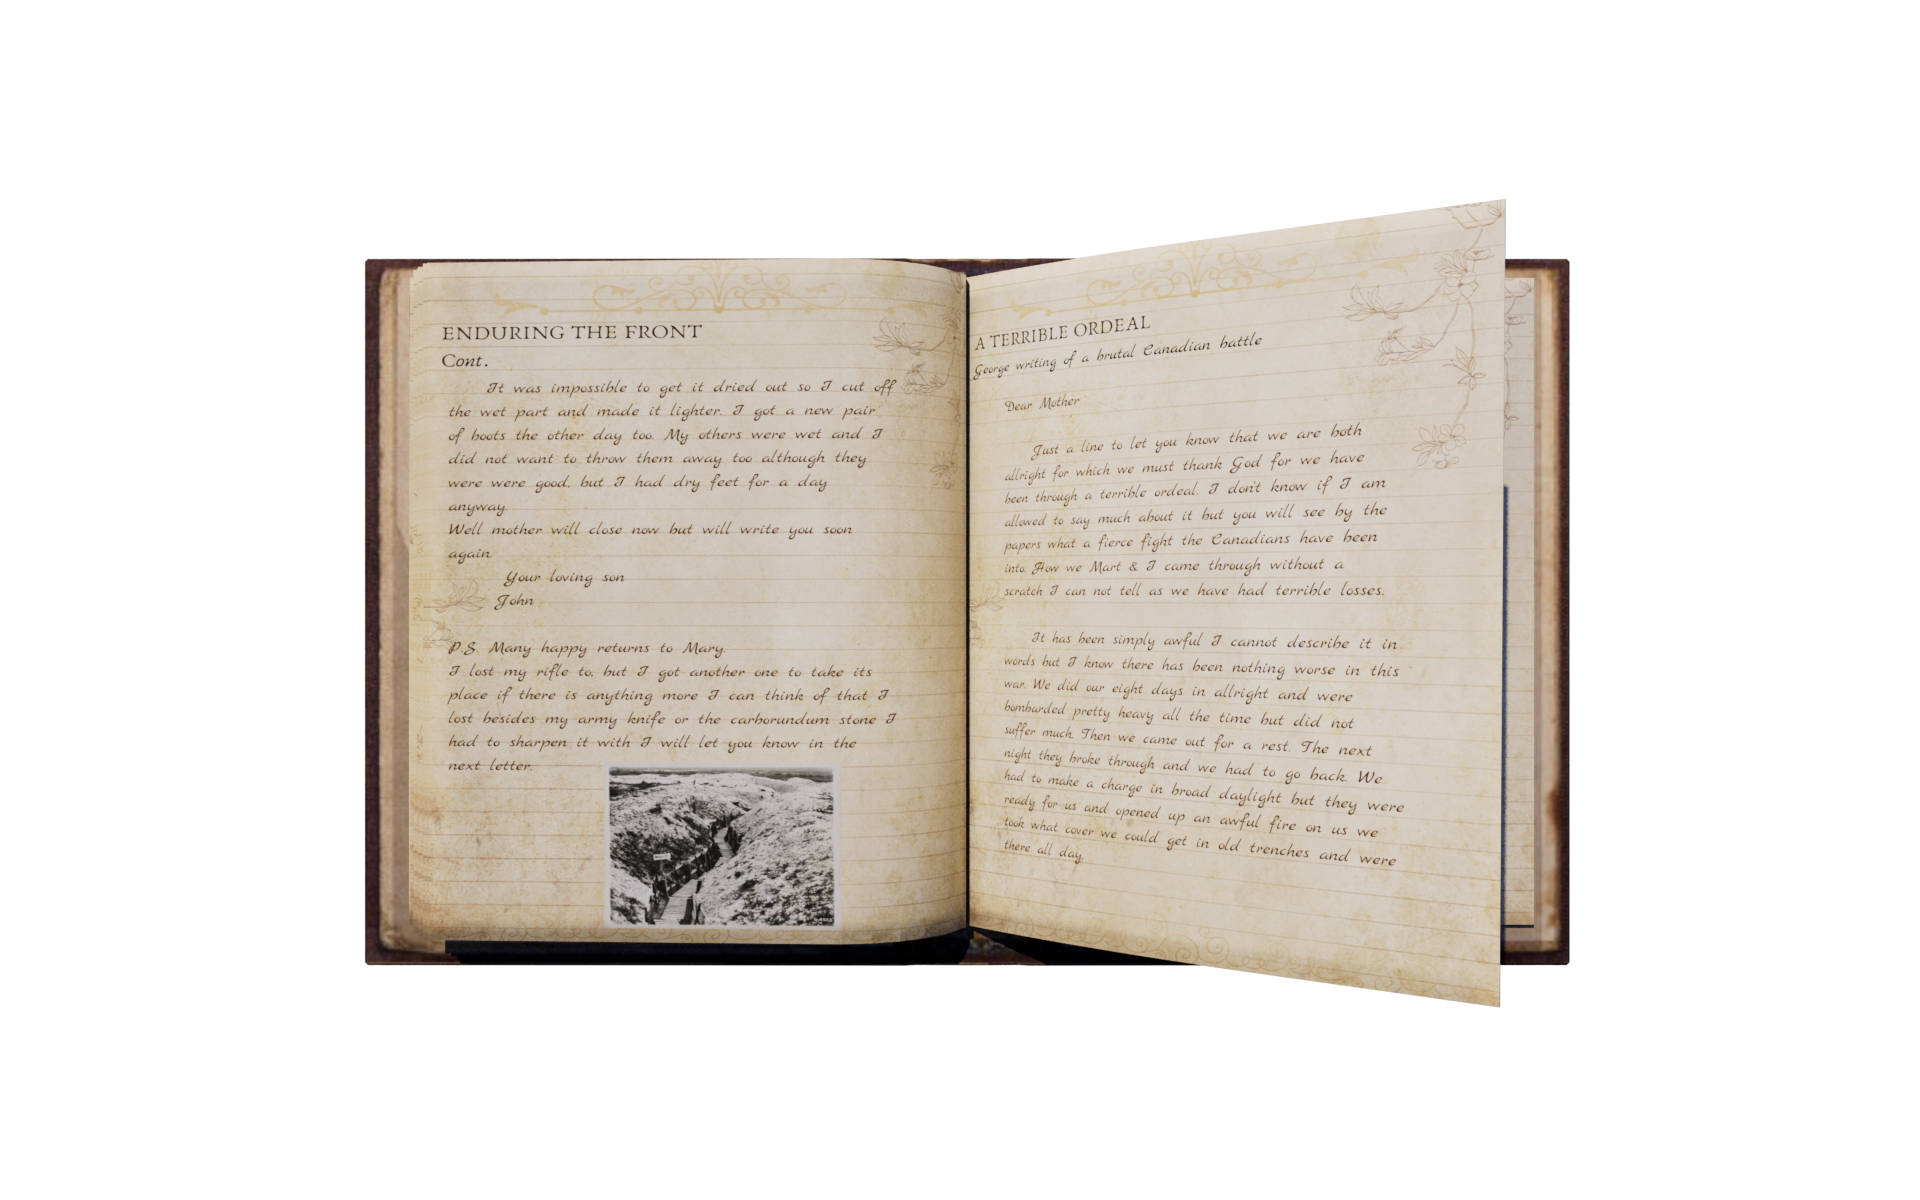 ENDURING THE FRONT
Cont.
It was impossible to get it dried out so I cut off
the wet part and made it lighter. I got a new pair
of boots the other day too. My others were wet and I
did not want to throw them away too although they
were were good, but I had dry feet for a day
anyway.
Well mother will close now but will write you soon
again.
Your loving son
John
P.S. Many happy returns to Mary.
I lost my rifle to, but I got another one to take its
place if there is anything more I can think of that I
lost besides my army knife or the carborundum stone I
had to sharpen it with I will let you know in the
next letter.
A TERRIBLE ORDEAL
George writing of a brutal Canadian battle
Dear Mother
Just a line to let you know that we are both
allright for which we must thank God for we have
been through a terrible ordeal. I don't know if I am
allowed to say much about it but you will see by the
papers what a fierce fight the Canadians have been
into. How we Mart & I came through without a
scratch I can not tell as we have had terrible losses.
It has been simply awful I cannot describe it in
words but I know there has been nothing worse in this
war. We did our eight days in allright and were
bombarded pretty heavy all the time but did not
suffer much. Then we came out for a rest. The next
night they broke through and we had to go back. We
had to make a charge in broad daylight but they were
ready for us and opened up an awful fire on us we
took what cover we could get in old trenches and were
there all day.